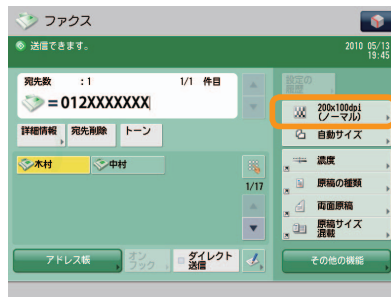 ファクス
送信できます。
2010 05/13
19:45
宛先数 :1 1/1 件目
=012XXXXXXX
詳細情報 宛先削除 トーン
木村 中村
1/17
アドレス帳 オンフック ダイレクト送信
設定の履歴
200x100dpi
(ノーマル)
自動サイズ
濃度
原稿の種類
両面原稿
原稿サイズ
混載
その他の機能